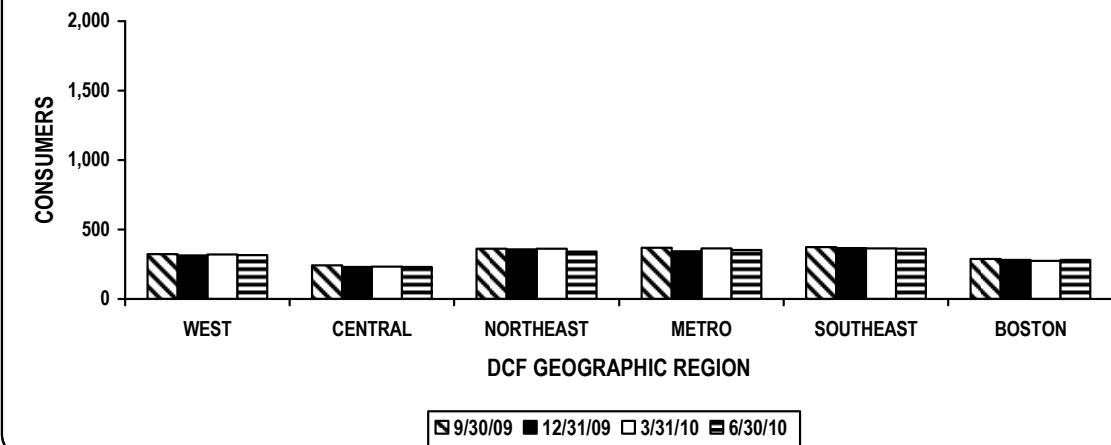 2,000
1,500
1,000
500
0
CONSUMERS
WEST CENTRAL NORTHEAST METRO SOUTHEAST BOSTON
DCF GEOGRAPHIC REGION
9/30/09 12/31/09 3/31/10 6/30/10